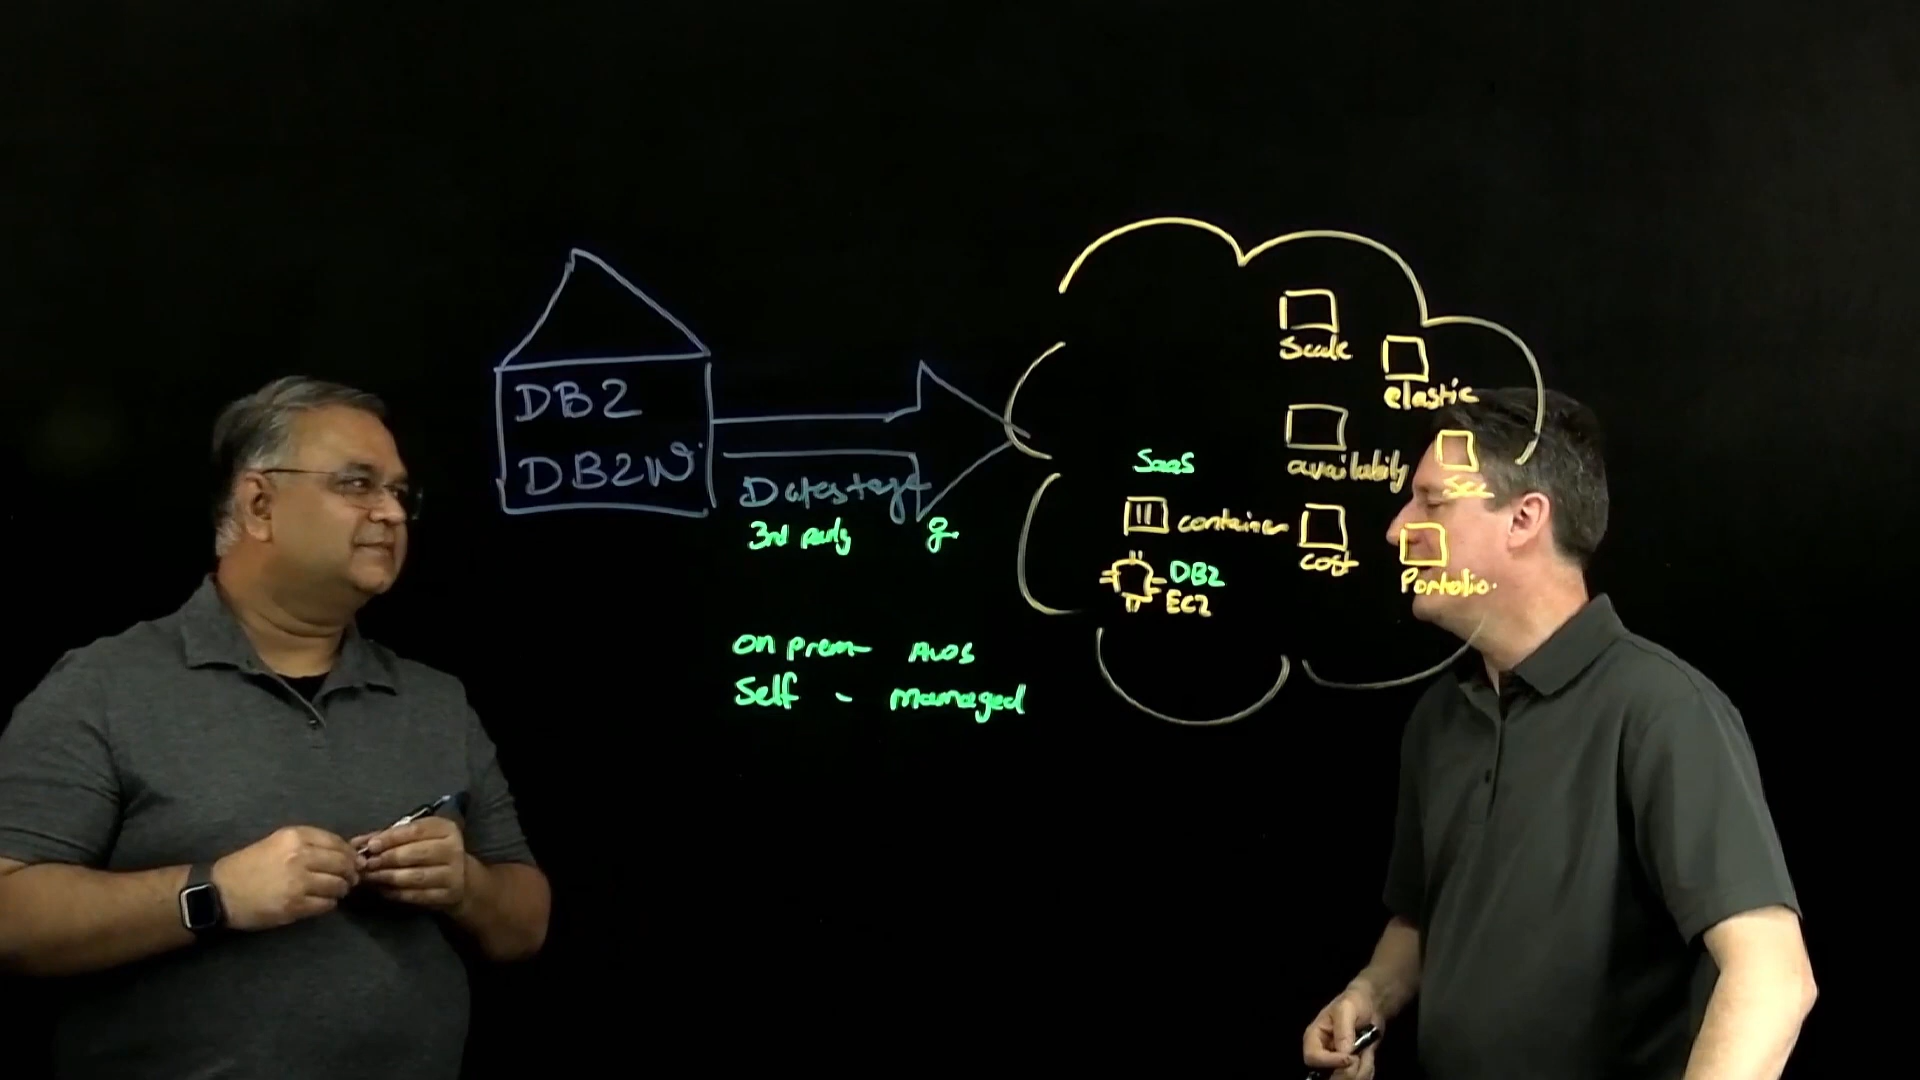 DB2
DB2W
Datastage
3rd party
on prem - AWS
Self - managed
SaaS
container
DB2
EC2
Scale
elastic
availability
Sec
cost
Portfolio